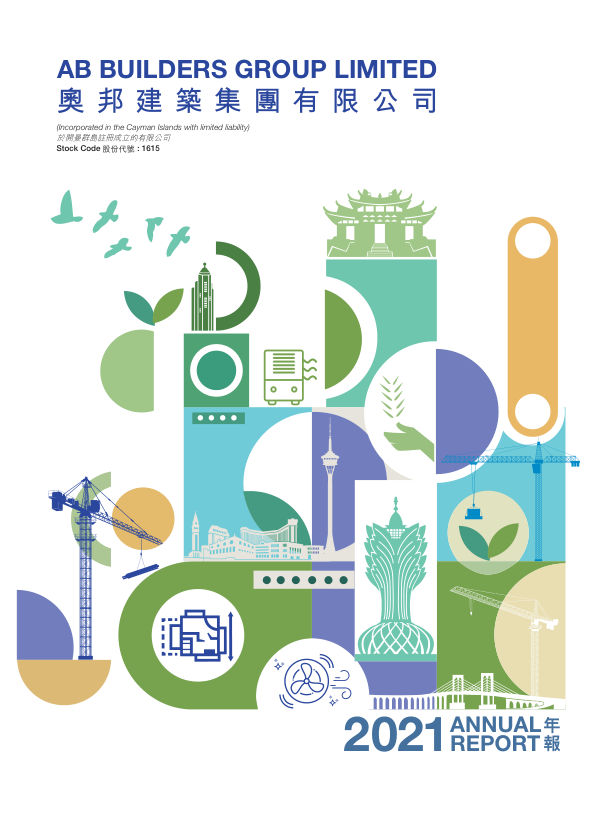 AB BUILDERS GROUP LIMITED
奧邦建築集團有限公司
(Incorporated in the Cayman Islands with limited liability)
於開曼群島註冊成立的有限公司
Stock Code 股份代號 : 1615
2021 ANNUAL 年
REPORT 報